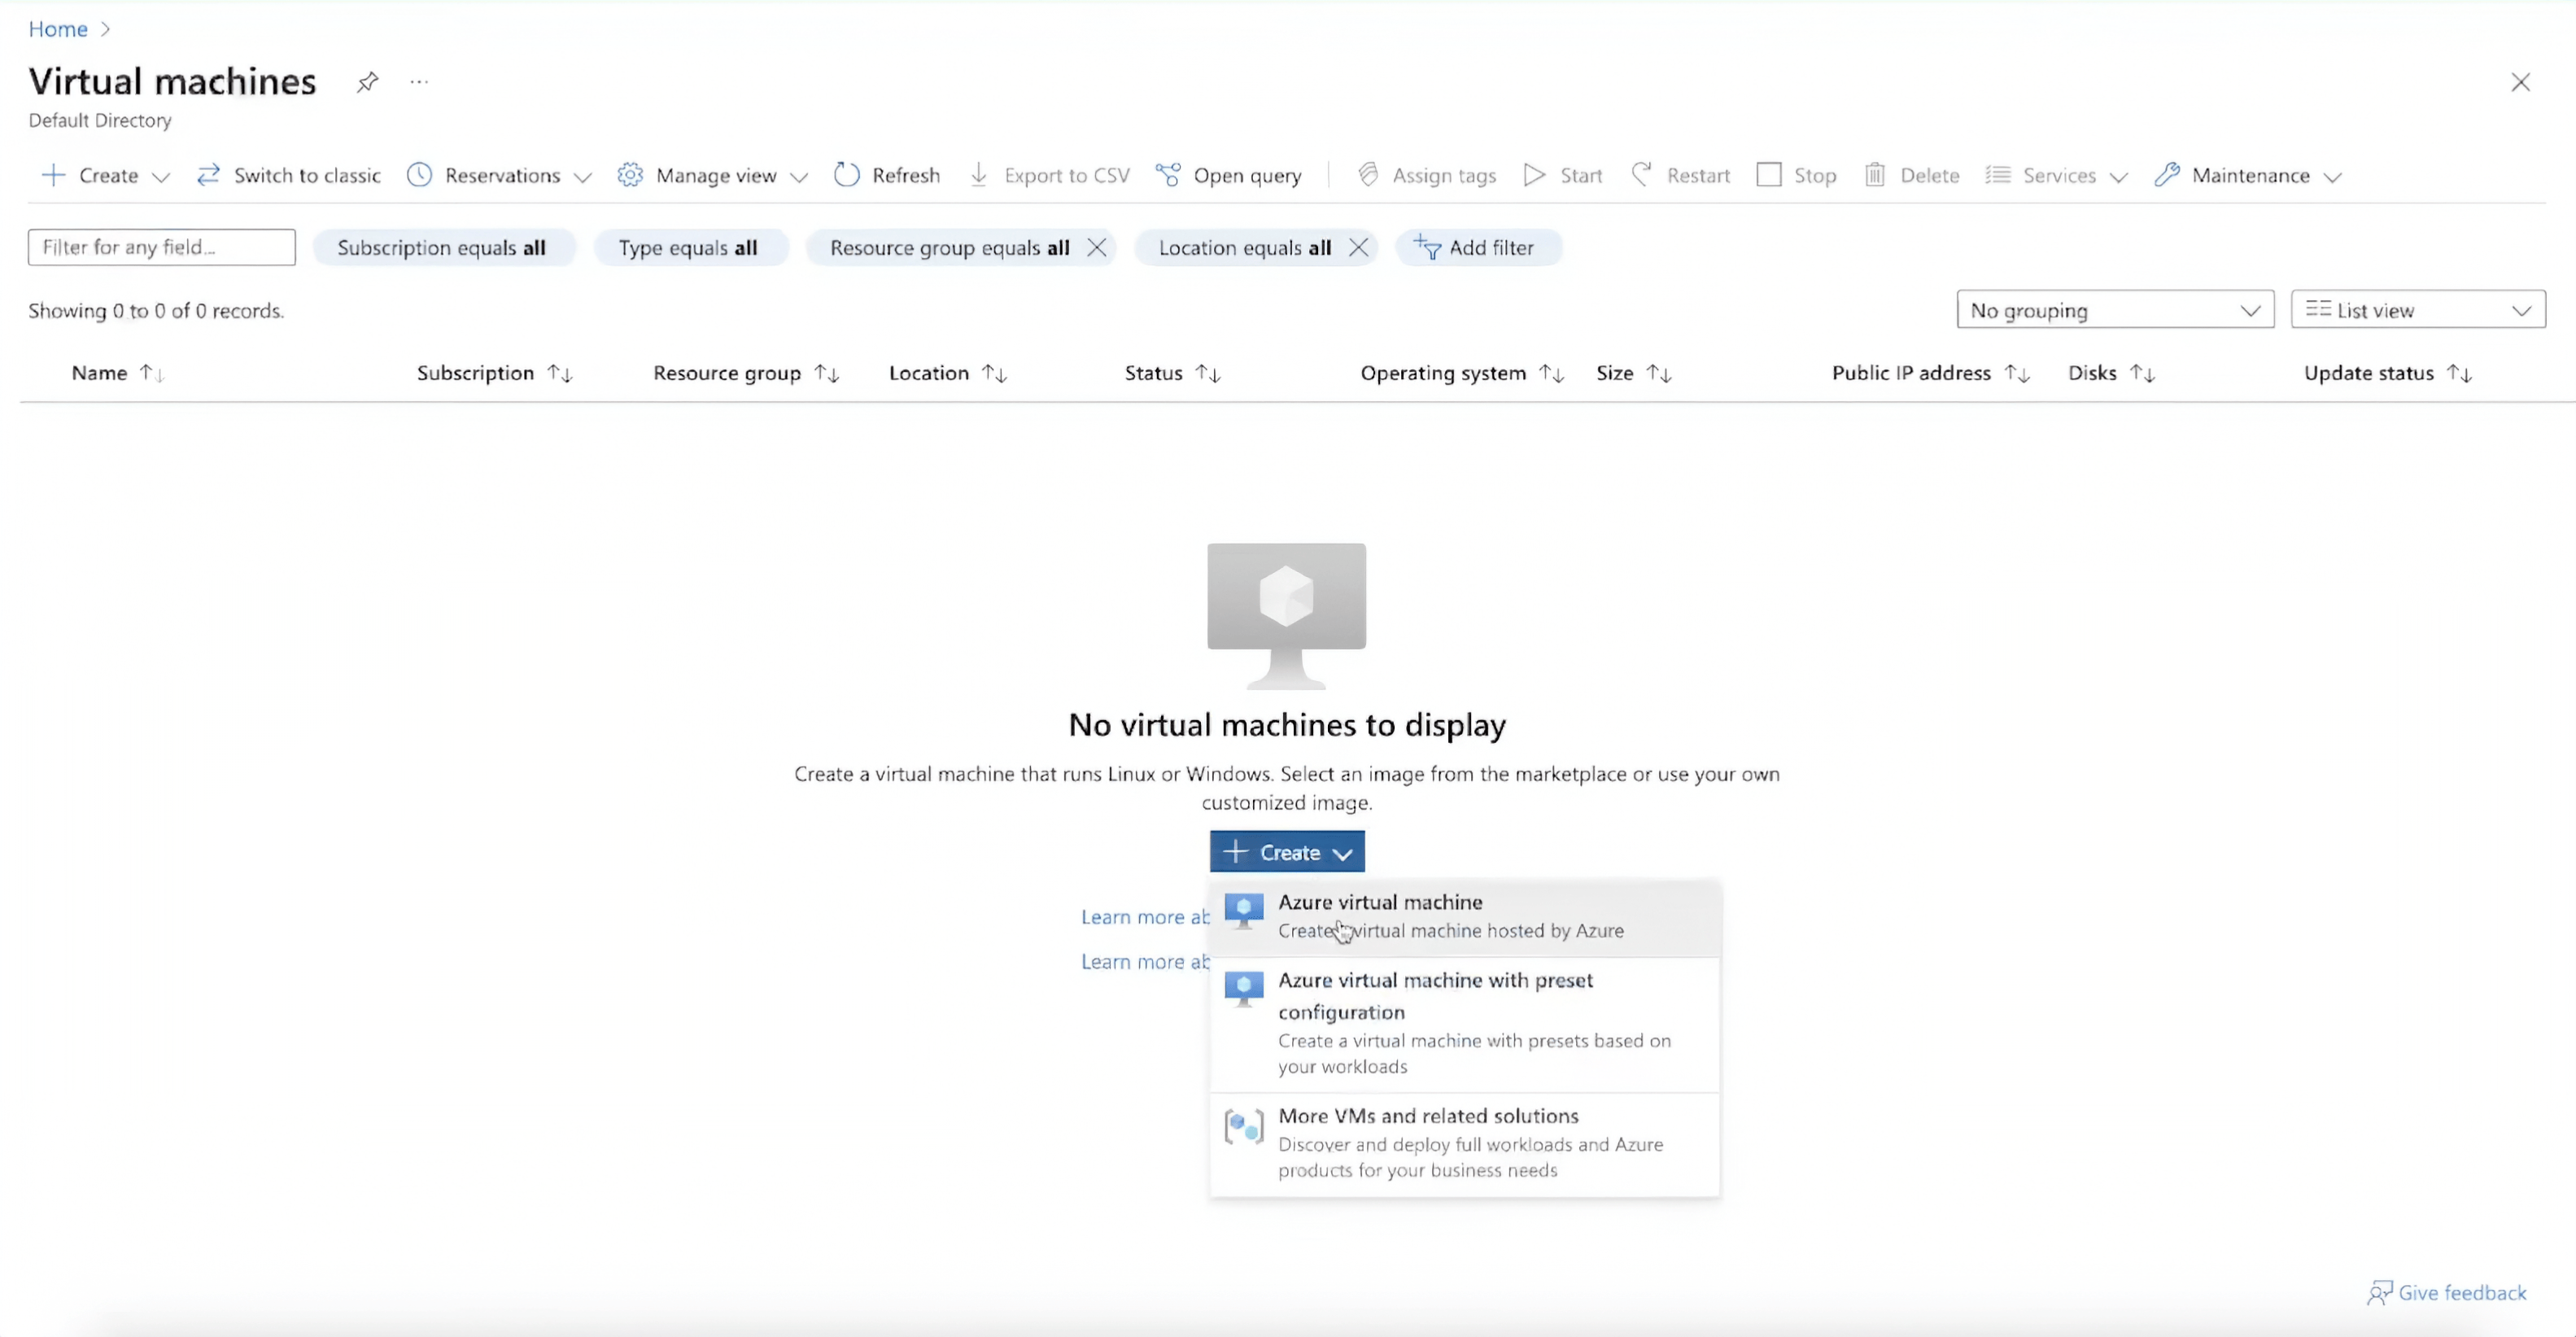 Home >
Virtual machines
Default Directory
Create Switch to classic Reservations Manage view Refresh Export to CSV Open query Assign tags Start Restart Stop Delete Services Maintenance
Filter for any field... Subscription equals all Type equals all Resource group equals all Location equals all Add filter
Showing 0 to 0 of 0 records. No grouping List view
Name Subscription Resource group Location Status Operating system Size Public IP address Disks Update status
No virtual machines to display
Create a virtual machine that runs Linux or Windows. Select an image from the marketplace or use your own
customized image.
Create
Azure virtual machine
Create virtual machine hosted by Azure
Learn more ab
Learn more ab
Azure virtual machine with preset
configuration
Create a virtual machine with presets based on
your workloads
More VMs and related solutions
Discover and deploy full workloads and Azure
products for your business needs
Give feedback